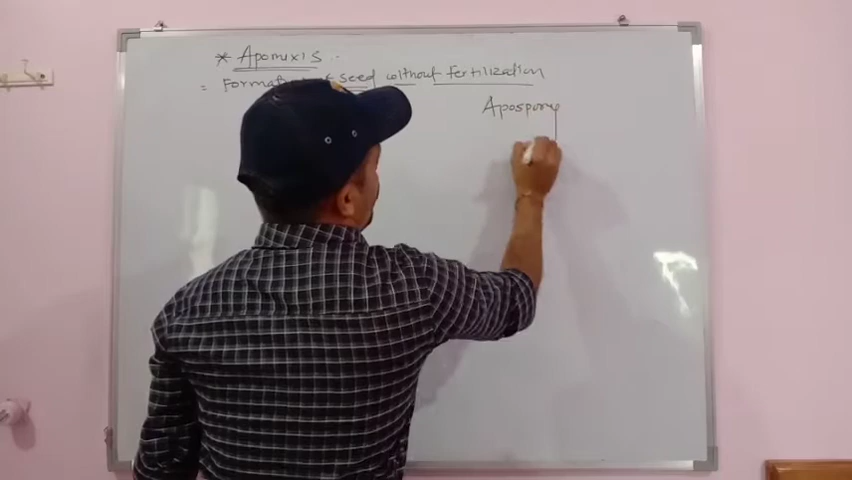 * Apomixis ..
= Format f seed without fertilization
Apospory